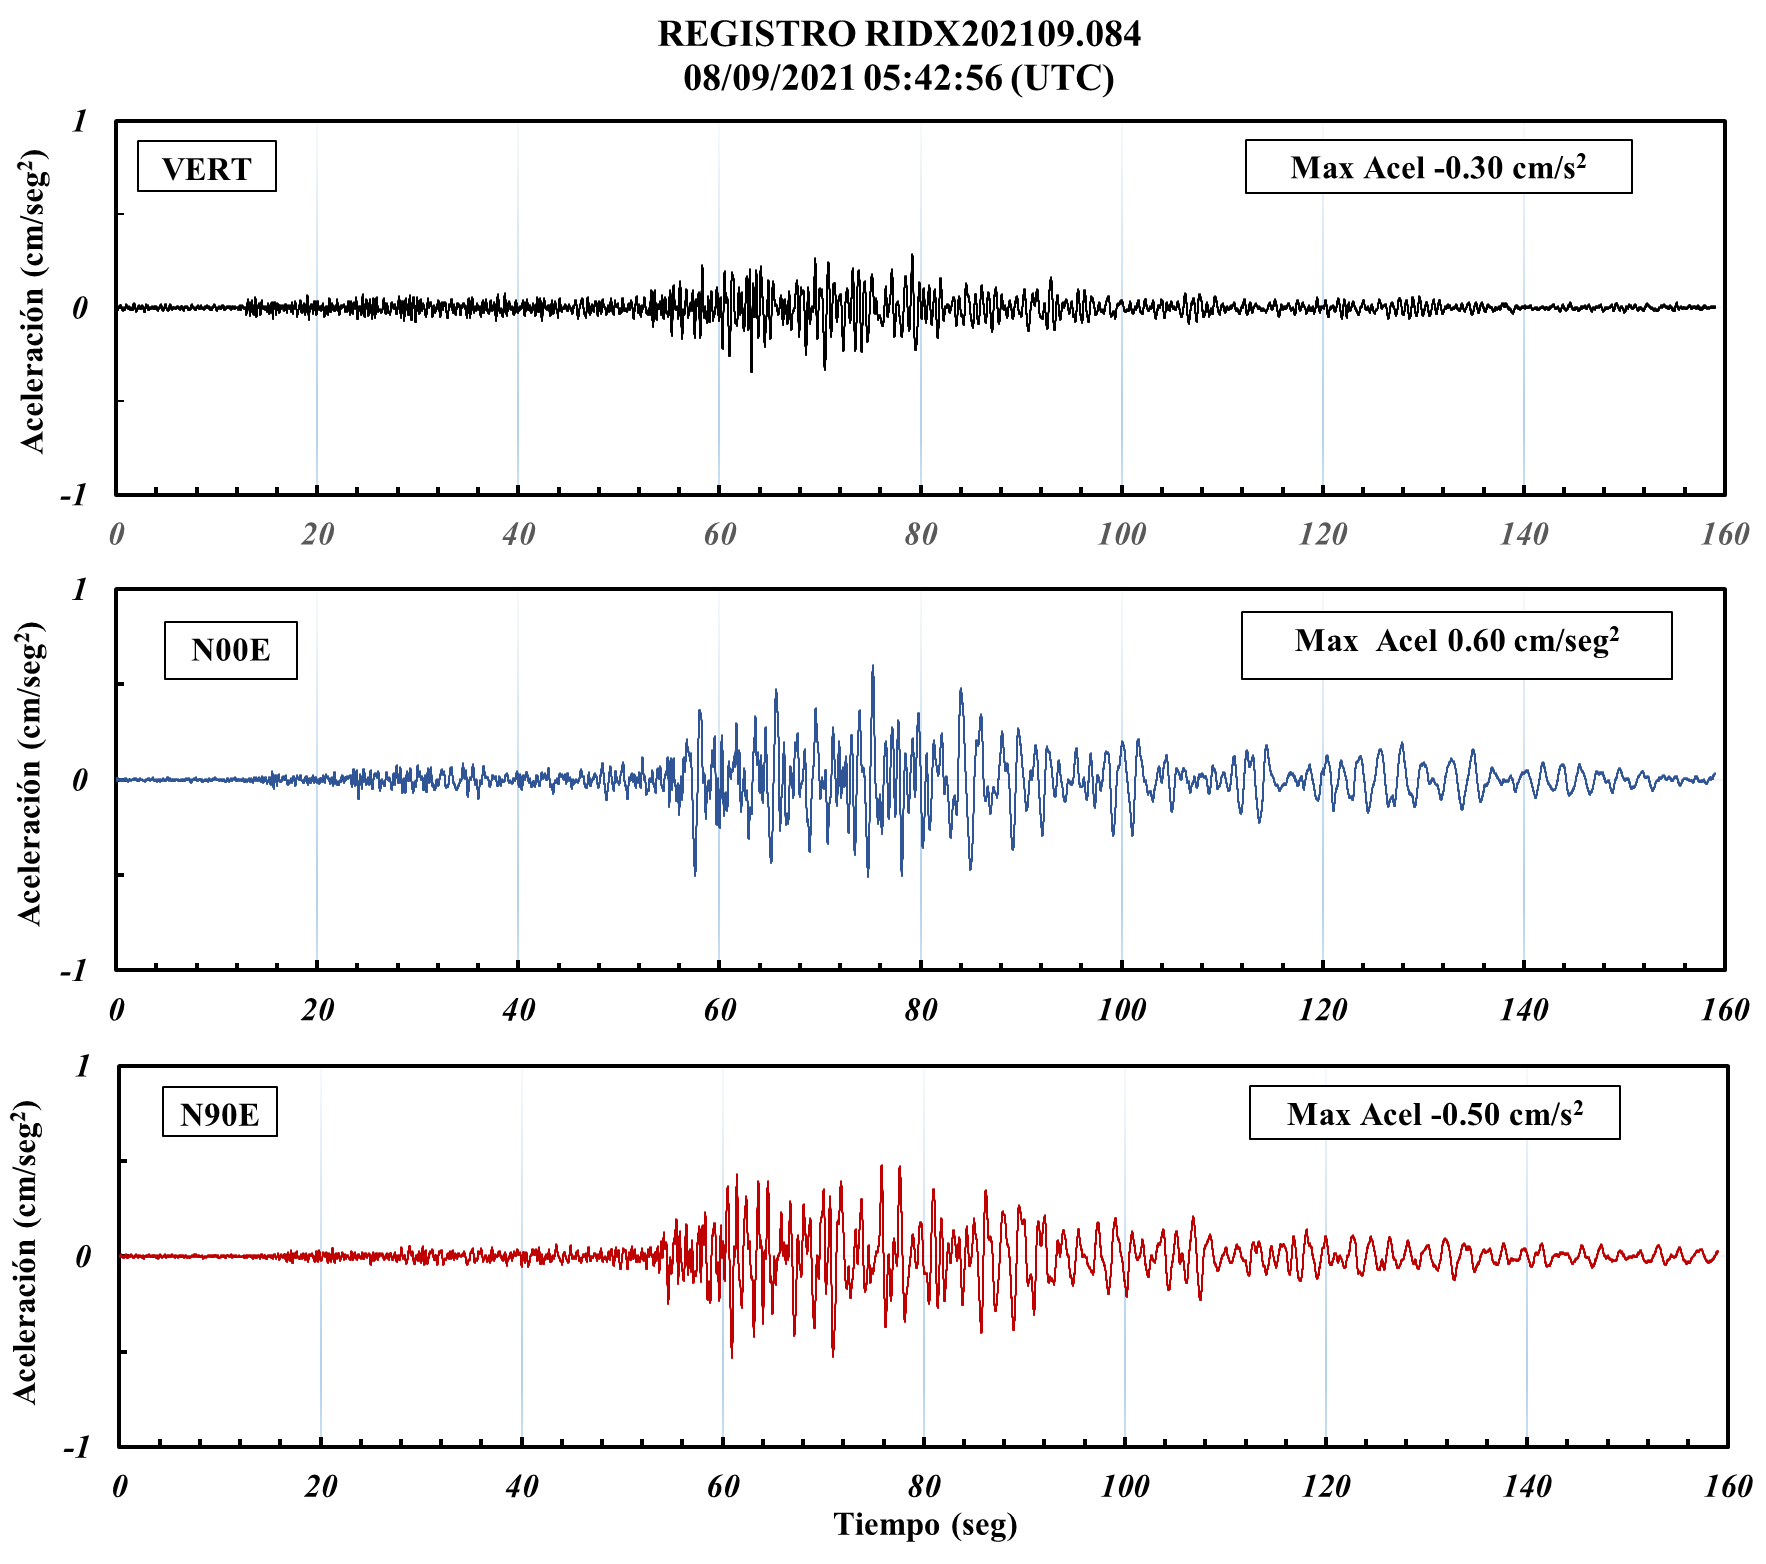 REGISTRO RIDX202109.084
08/09/2021 05:42:56 (UTC)
Aceleración (cm/seg²)
1
0
-1
VERT
Max Acel -0.30 cm/s²
0 20 40 60 80 100 120 140 160
Aceleración (cm/seg²)
1
0
-1
N00E
Max Acel 0.60 cm/seg²
0 20 40 60 80 100 120 140 160
Aceleración (cm/seg²)
1
0
-1
N90E
Max Acel -0.50 cm/s²
0 20 40 60 80 100 120 140 160
Tiempo (seg)